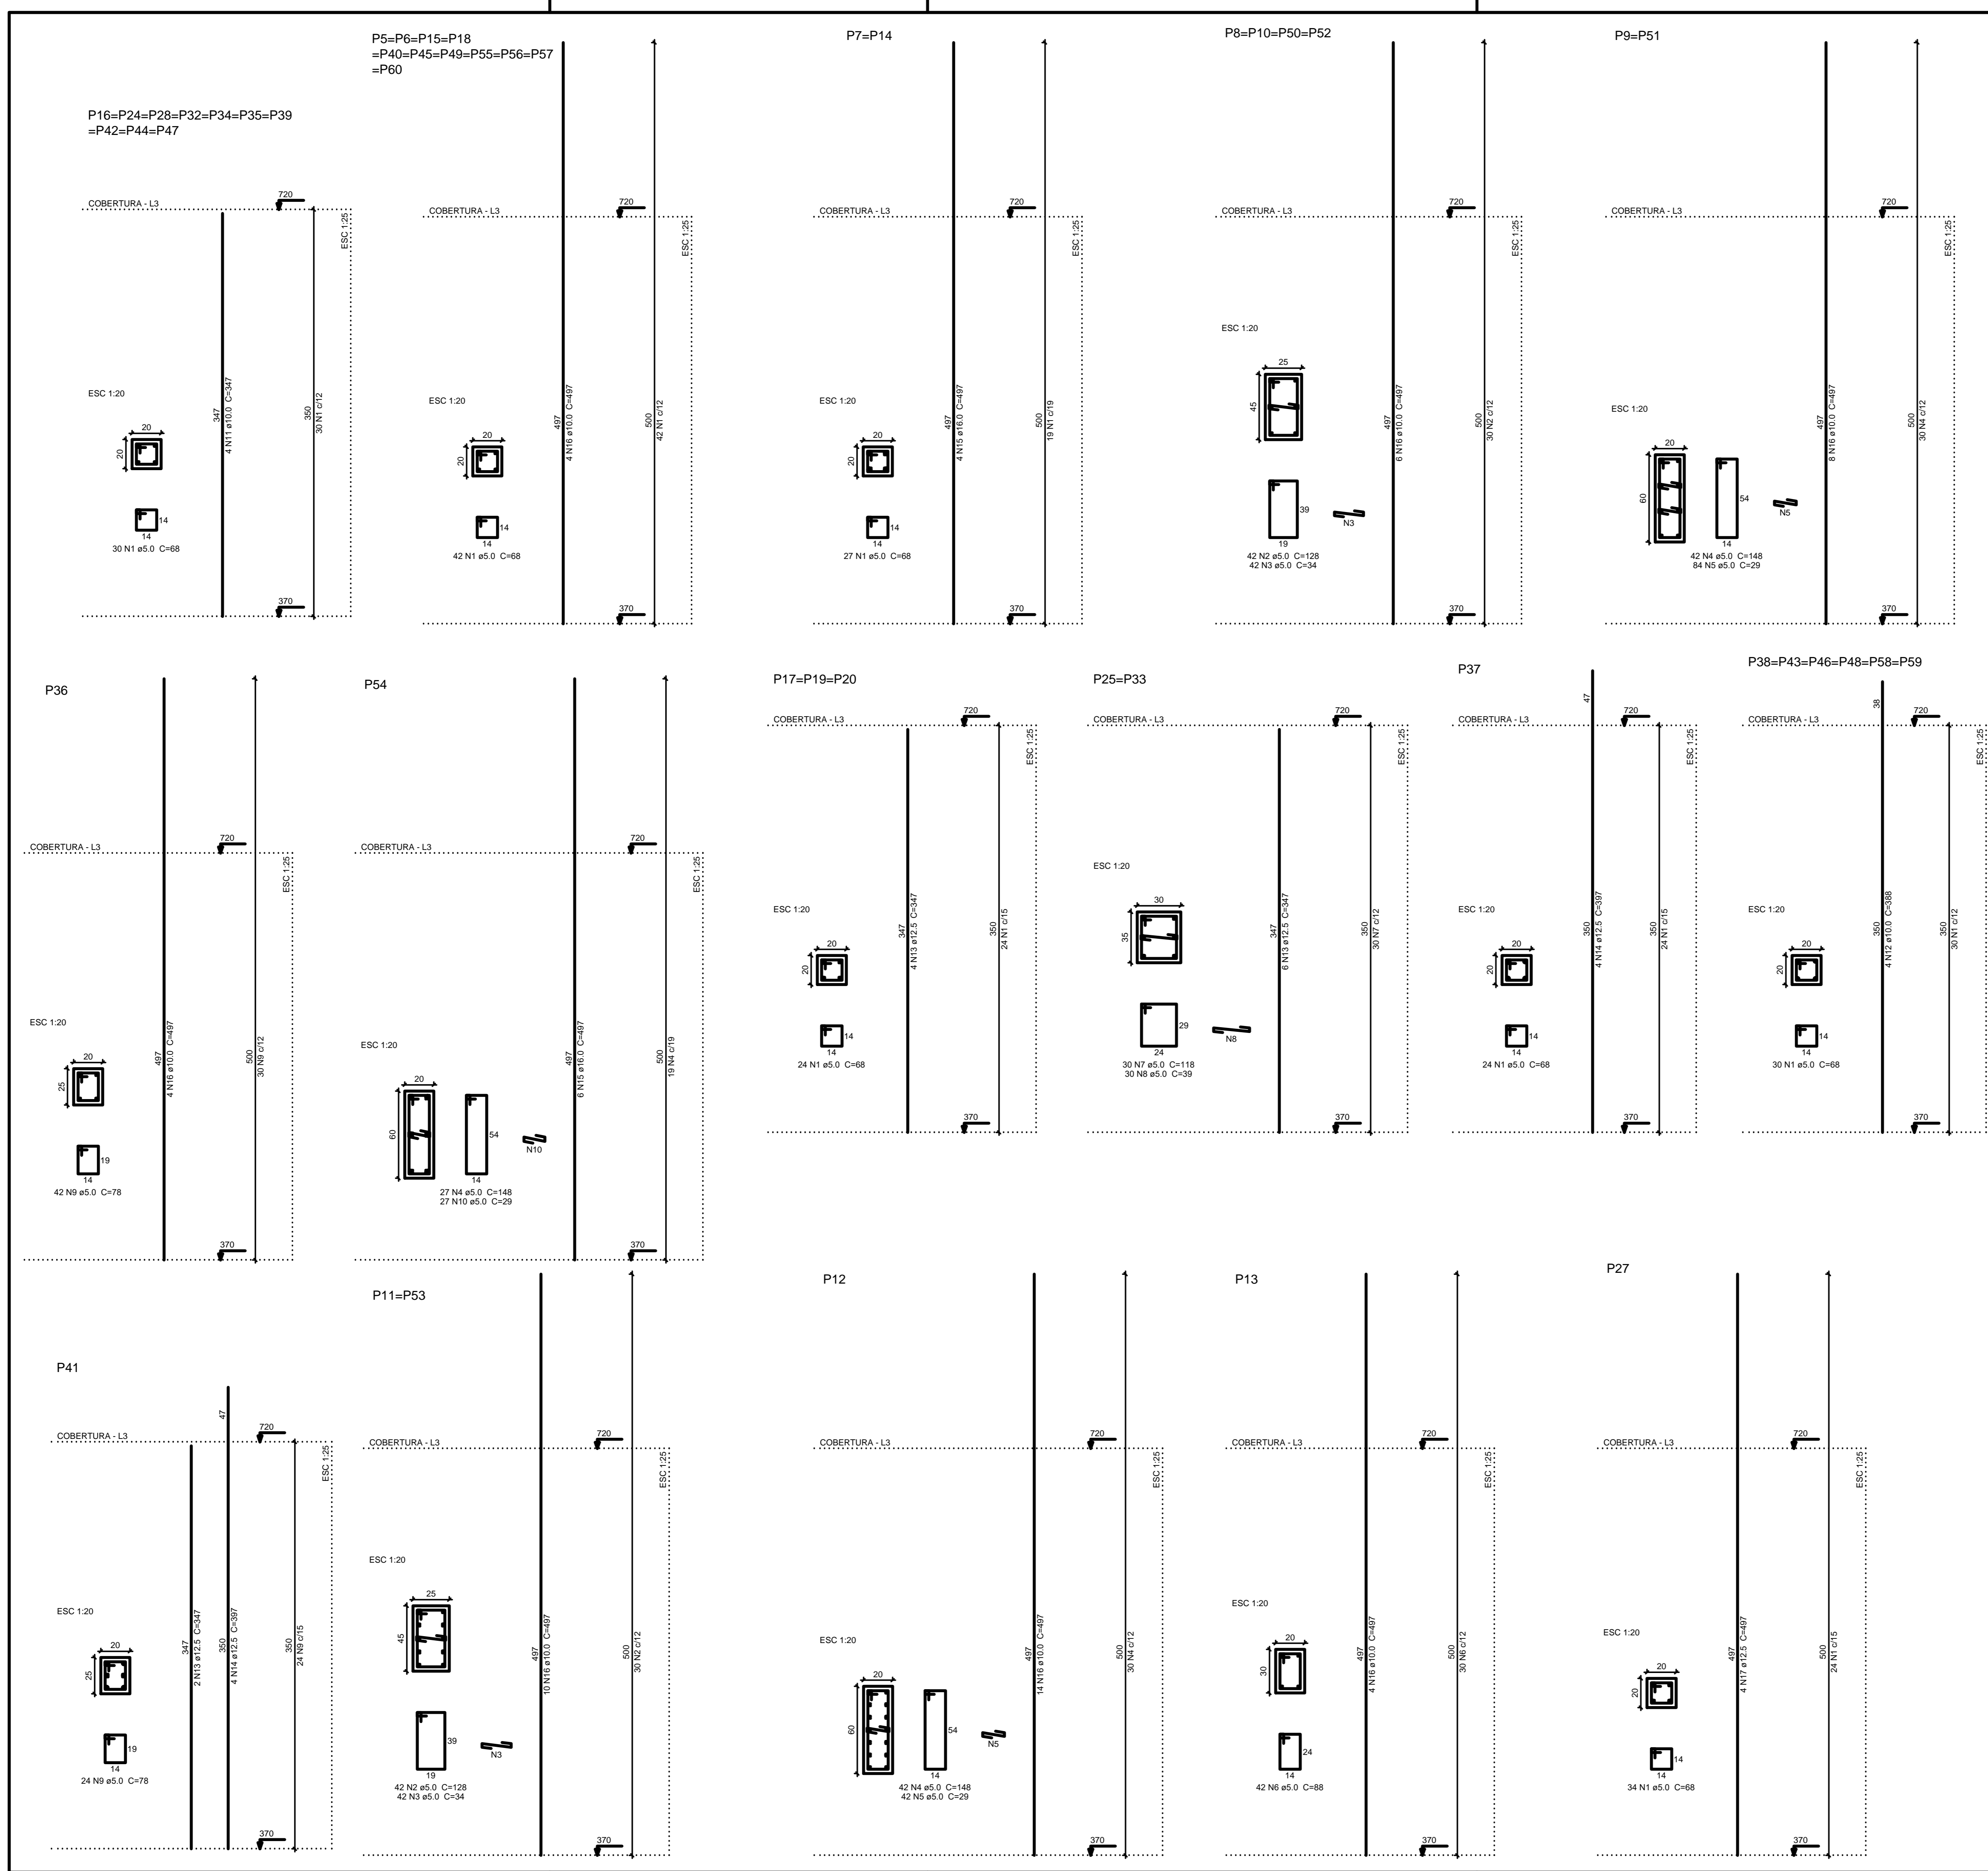 P16=P24=P28=P32=P34=P35=P39
=P42=P44=P47
COBERTURA - L3
720
ESC 1:25
ESC 1:20
20
20
14
14
30 N1 ø5.0 C=68
347
4 N11 ø10.0 C=347
350
30 N1 c/12
370
P5=P6=P15=P18
=P40=P45=P49=P55=P56=P57
=P60
COBERTURA - L3
720
ESC 1:25
ESC 1:20
20
20
14
14
42 N1 ø5.0 C=68
497
4 N16 ø10.0 C=497
500
42 N1 c/12
370
P7=P14
COBERTURA - L3
720
ESC 1:25
ESC 1:20
20
20
14
14
27 N1 ø5.0 C=68
497
4 N15 ø16.0 C=497
500
19 N1 c/19
370
P8=P10=P50=P52
COBERTURA - L3
720
ESC 1:25
ESC 1:20
25
45
39
19
N3
42 N2 ø5.0 C=128
42 N3 ø5.0 C=34
497
6 N16 ø10.0 C=497
500
30 N2 c/12
370
P9=P51
COBERTURA - L3
720
ESC 1:25
ESC 1:20
20
60
54
14
N5
42 N4 ø5.0 C=148
84 N5 ø5.0 C=29
497
8 N16 ø10.0 C=497
500
30 N4 c/12
370
P36
COBERTURA - L3
720
ESC 1:25
ESC 1:20
20
25
19
14
42 N9 ø5.0 C=78
497
4 N16 ø10.0 C=497
500
30 N9 c/12
370
P54
COBERTURA - L3
720
ESC 1:25
ESC 1:20
20
60
54
14
N10
27 N4 ø5.0 C=148
27 N10 ø5.0 C=29
497
6 N15 ø16.0 C=497
500
19 N4 c/19
370
P17=P19=P20
COBERTURA - L3
720
ESC 1:25
ESC 1:20
20
20
14
14
24 N1 ø5.0 C=68
347
4 N13 ø12.5 C=347
350
24 N1 c/15
370
P25=P33
COBERTURA - L3
720
ESC 1:25
ESC 1:20
30
35
29
24
N8
30 N7 ø5.0 C=118
30 N8 ø5.0 C=39
347
6 N13 ø12.5 C=347
350
30 N7 c/12
370
P37
47
COBERTURA - L3
720
ESC 1:25
ESC 1:20
20
20
14
14
24 N1 ø5.0 C=68
350
4 N14 ø12.5 C=397
350
24 N1 c/15
370
P38=P43=P46=P48=P58=P59
38
COBERTURA - L3
720
ESC 1:25
ESC 1:20
20
20
14
14
30 N1 ø5.0 C=68
350
4 N12 ø10.0 C=388
350
30 N1 c/12
370
P41
47
COBERTURA - L3
720
ESC 1:25
ESC 1:20
20
25
19
14
24 N9 ø5.0 C=78
347
2 N13 ø12.5 C=347
350
4 N14 ø12.5 C=397
350
24 N9 c/15
370
P11=P53
COBERTURA - L3
720
ESC 1:25
ESC 1:20
25
45
39
19
N3
42 N2 ø5.0 C=128
42 N3 ø5.0 C=34
497
10 N16 ø10.0 C=497
500
30 N2 c/12
370
P12
COBERTURA - L3
720
ESC 1:25
ESC 1:20
20
60
54
14
N5
42 N4 ø5.0 C=148
42 N5 ø5.0 C=29
497
14 N16 ø10.0 C=497
500
30 N4 c/12
370
P13
COBERTURA - L3
720
ESC 1:25
ESC 1:20
20
30
24
14
42 N6 ø5.0 C=88
497
4 N16 ø10.0 C=497
500
30 N6 c/12
370
P27
COBERTURA - L3
720
ESC 1:25
ESC 1:20
20
20
14
14
34 N1 ø5.0 C=68
497
4 N17 ø12.5 C=497
500
24 N1 c/15
370